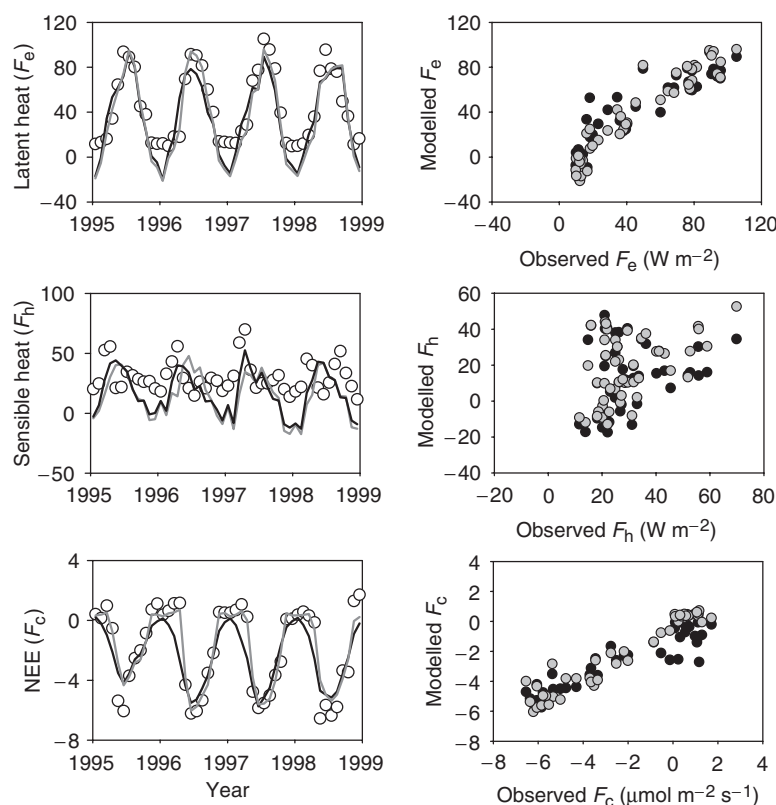 Latent heat (Fe)
120
80
40
0
−40
1995 1996 1997 1998 1999
Modelled Fe
120
80
40
0
−40
−40 0 40 80 120
Observed Fe (W m−2)
Sensible heat (Fh)
100
50
0
−50
1995 1996 1997 1998 1999
Modelled Fh
60
40
20
0
−20
−40
−20 0 20 40 60 80
Observed Fh (W m−2)
NEE (Fc)
4
0
−4
−8
1995 1996 1997 1998 1999
Year
Modelled Fc
4
2
0
−2
−4
−6
−8
−8 −6 −4 −2 0 2 4
Observed Fc (μmol m−2 s−1)